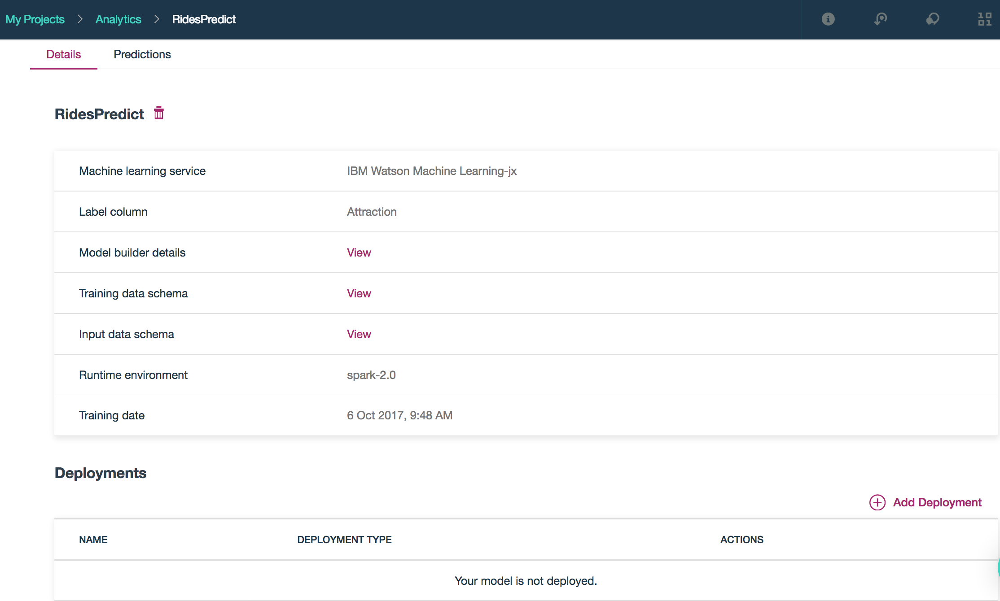 My Projects > Analytics > RidesPredict
Details Predictions
RidesPredict
Machine learning service IBM Watson Machine Learning-jx
Label column Attraction
Model builder details View
Training data schema View
Input data schema View
Runtime environment spark-2.0
Training date 6 Oct 2017, 9:48 AM
Deployments
Add Deployment
NAME DEPLOYMENT TYPE ACTIONS
Your model is not deployed.